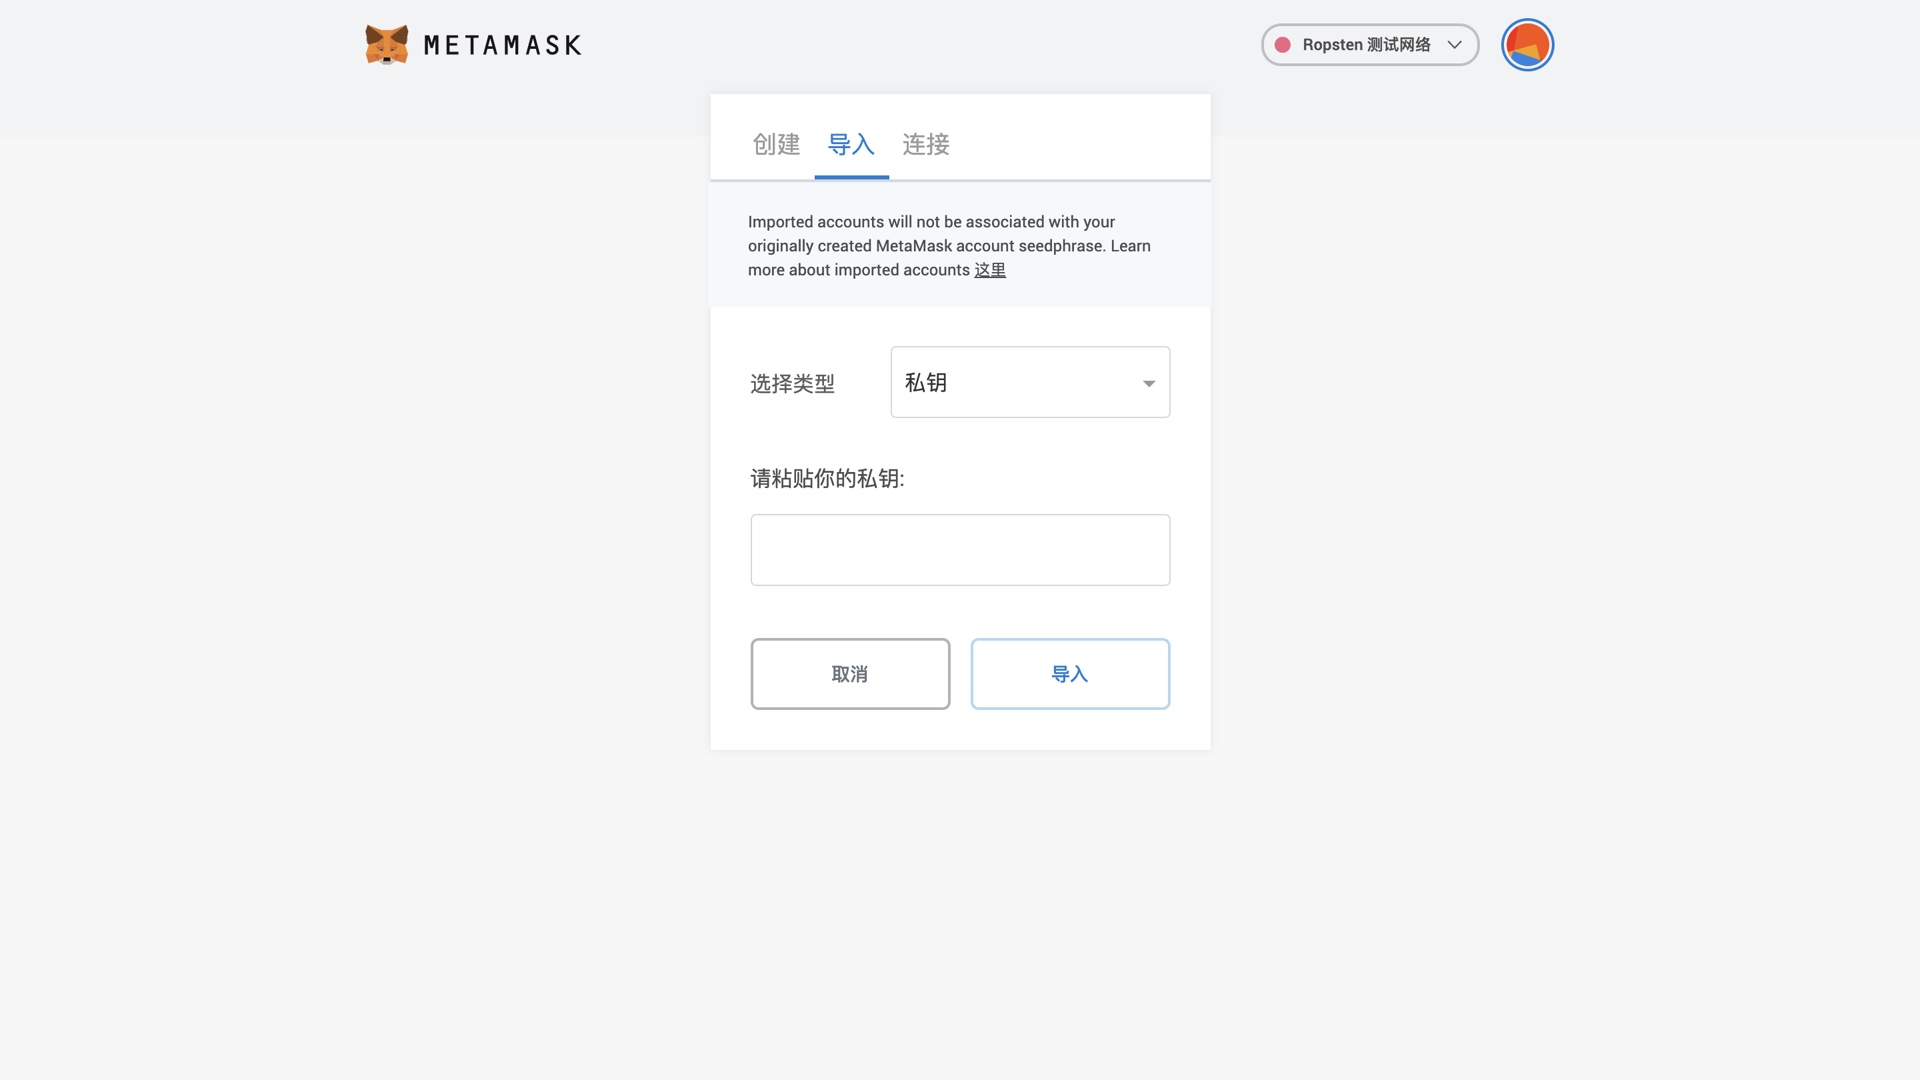 METAMASK
Ropsten 测试网络
创建 导入 连接
Imported accounts will not be associated with your
originally created MetaMask account seedphrase. Learn
more about imported accounts 这里
选择类型 私钥
请粘贴你的私钥:
取消 导入